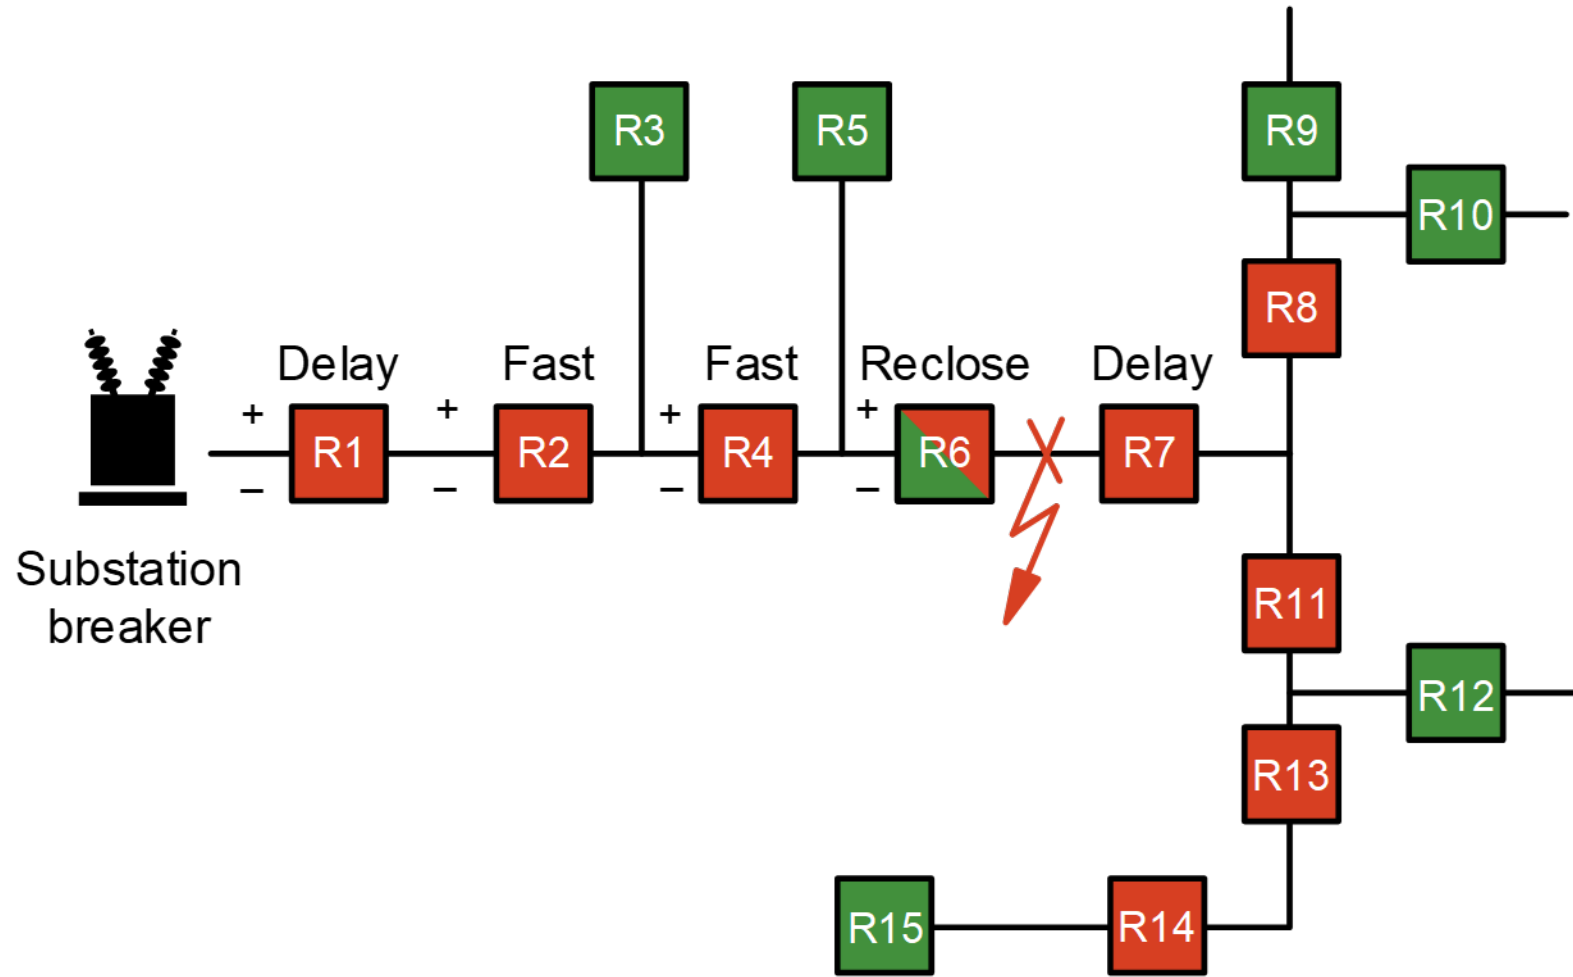 R3
R5
R9
R10
R8
Delay
Fast
Fast
Reclose
Delay
+
+
+
+
R1
R2
R4
R6
R7
–
–
–
–
Substation
breaker
R11
R12
R13
R15
R14